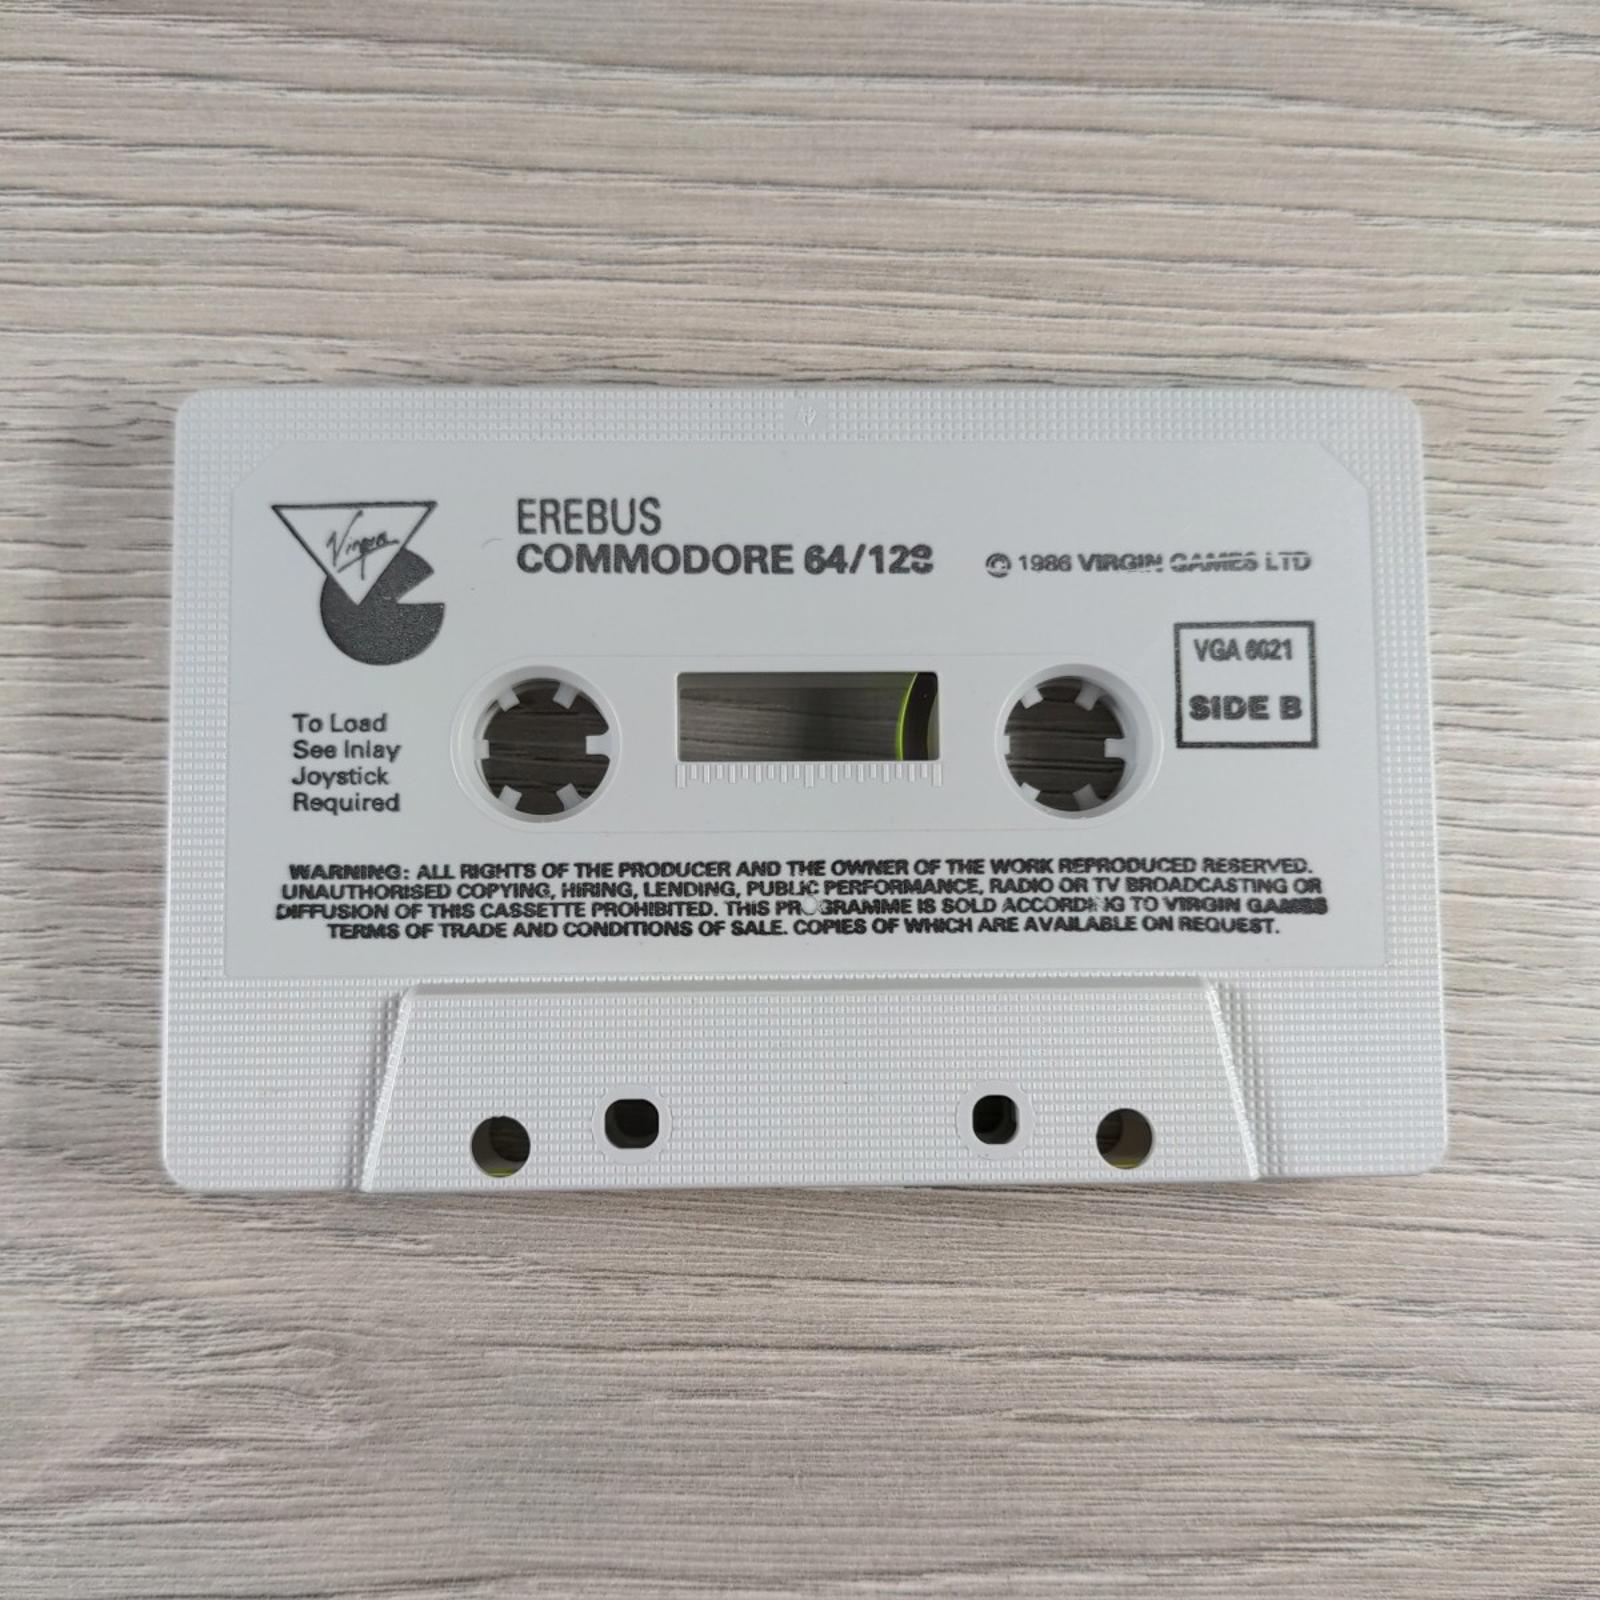 Virgin
EREBUS
COMMODORE 64/128
© 1986 VIRGIN GAMES LTD
VGA 6021
SIDE B
To Load
See Inlay
Joystick
Required
WARNING: ALL RIGHTS OF THE PRODUCER AND THE OWNER OF THE WORK REPRODUCED RESERVED.
UNAUTHORISED COPYING, HIRING, LENDING, PUBLIC PERFORMANCE, RADIO OR TV BROADCASTING OR
DIFFUSION OF THIS CASSETTE PROHIBITED. THIS PROGRAMME IS SOLD ACCORDING TO VIRGIN GAMES
TERMS OF TRADE AND CONDITIONS OF SALE. COPIES OF WHICH ARE AVAILABLE ON REQUEST.